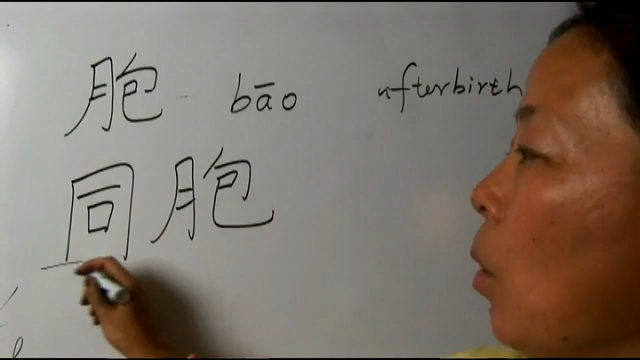 胞 bāo afterbirth
同胞